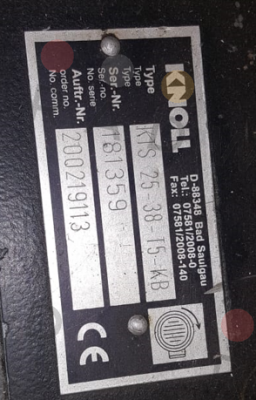 KNOLL
D-88348 Bad Saulgau
Tel.: 07581/2008-0
Fax: 07581/2008-140
Type
Typ
Type
KTS 25-38-T5-KB
Ser.-Nr.
Ser.-no.
No. serie
181359
Auftr.-Nr.
order no.
No. comm.
200219113
CE